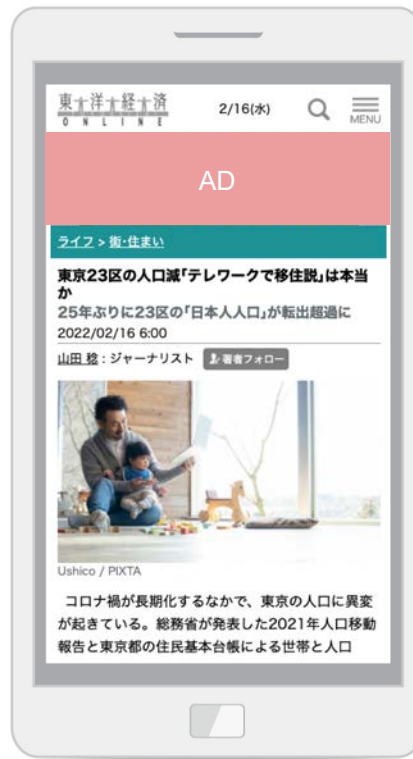 東洋経済
ONLINE
2/16(水)
MENU
AD
ライフ > 街・住まい
東京23区の人口減「テレワークで移住説」は本当
か
25年ぶりに23区の「日本人人口」が転出超過に
2022/02/16 6:00
山田 稔 : ジャーナリスト
著者フォロー
Ushico / PIXTA
コロナ禍が長期化するなかで、東京の人口に異変
が起きている。総務省が発表した2021年人口移動
報告と東京都の住民基本台帳による世帯と人口